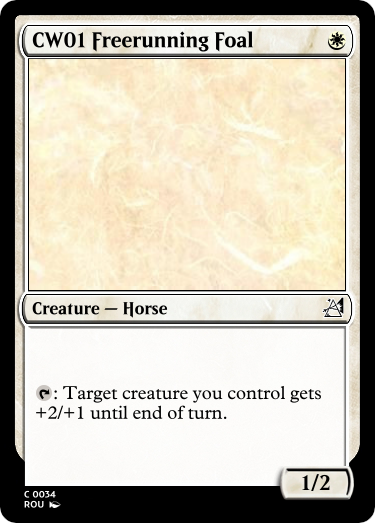 CW01 Freerunning Foal
Creature — Horse
: Target creature you control gets
+2/+1 until end of turn.
1/2
C 0034
ROU